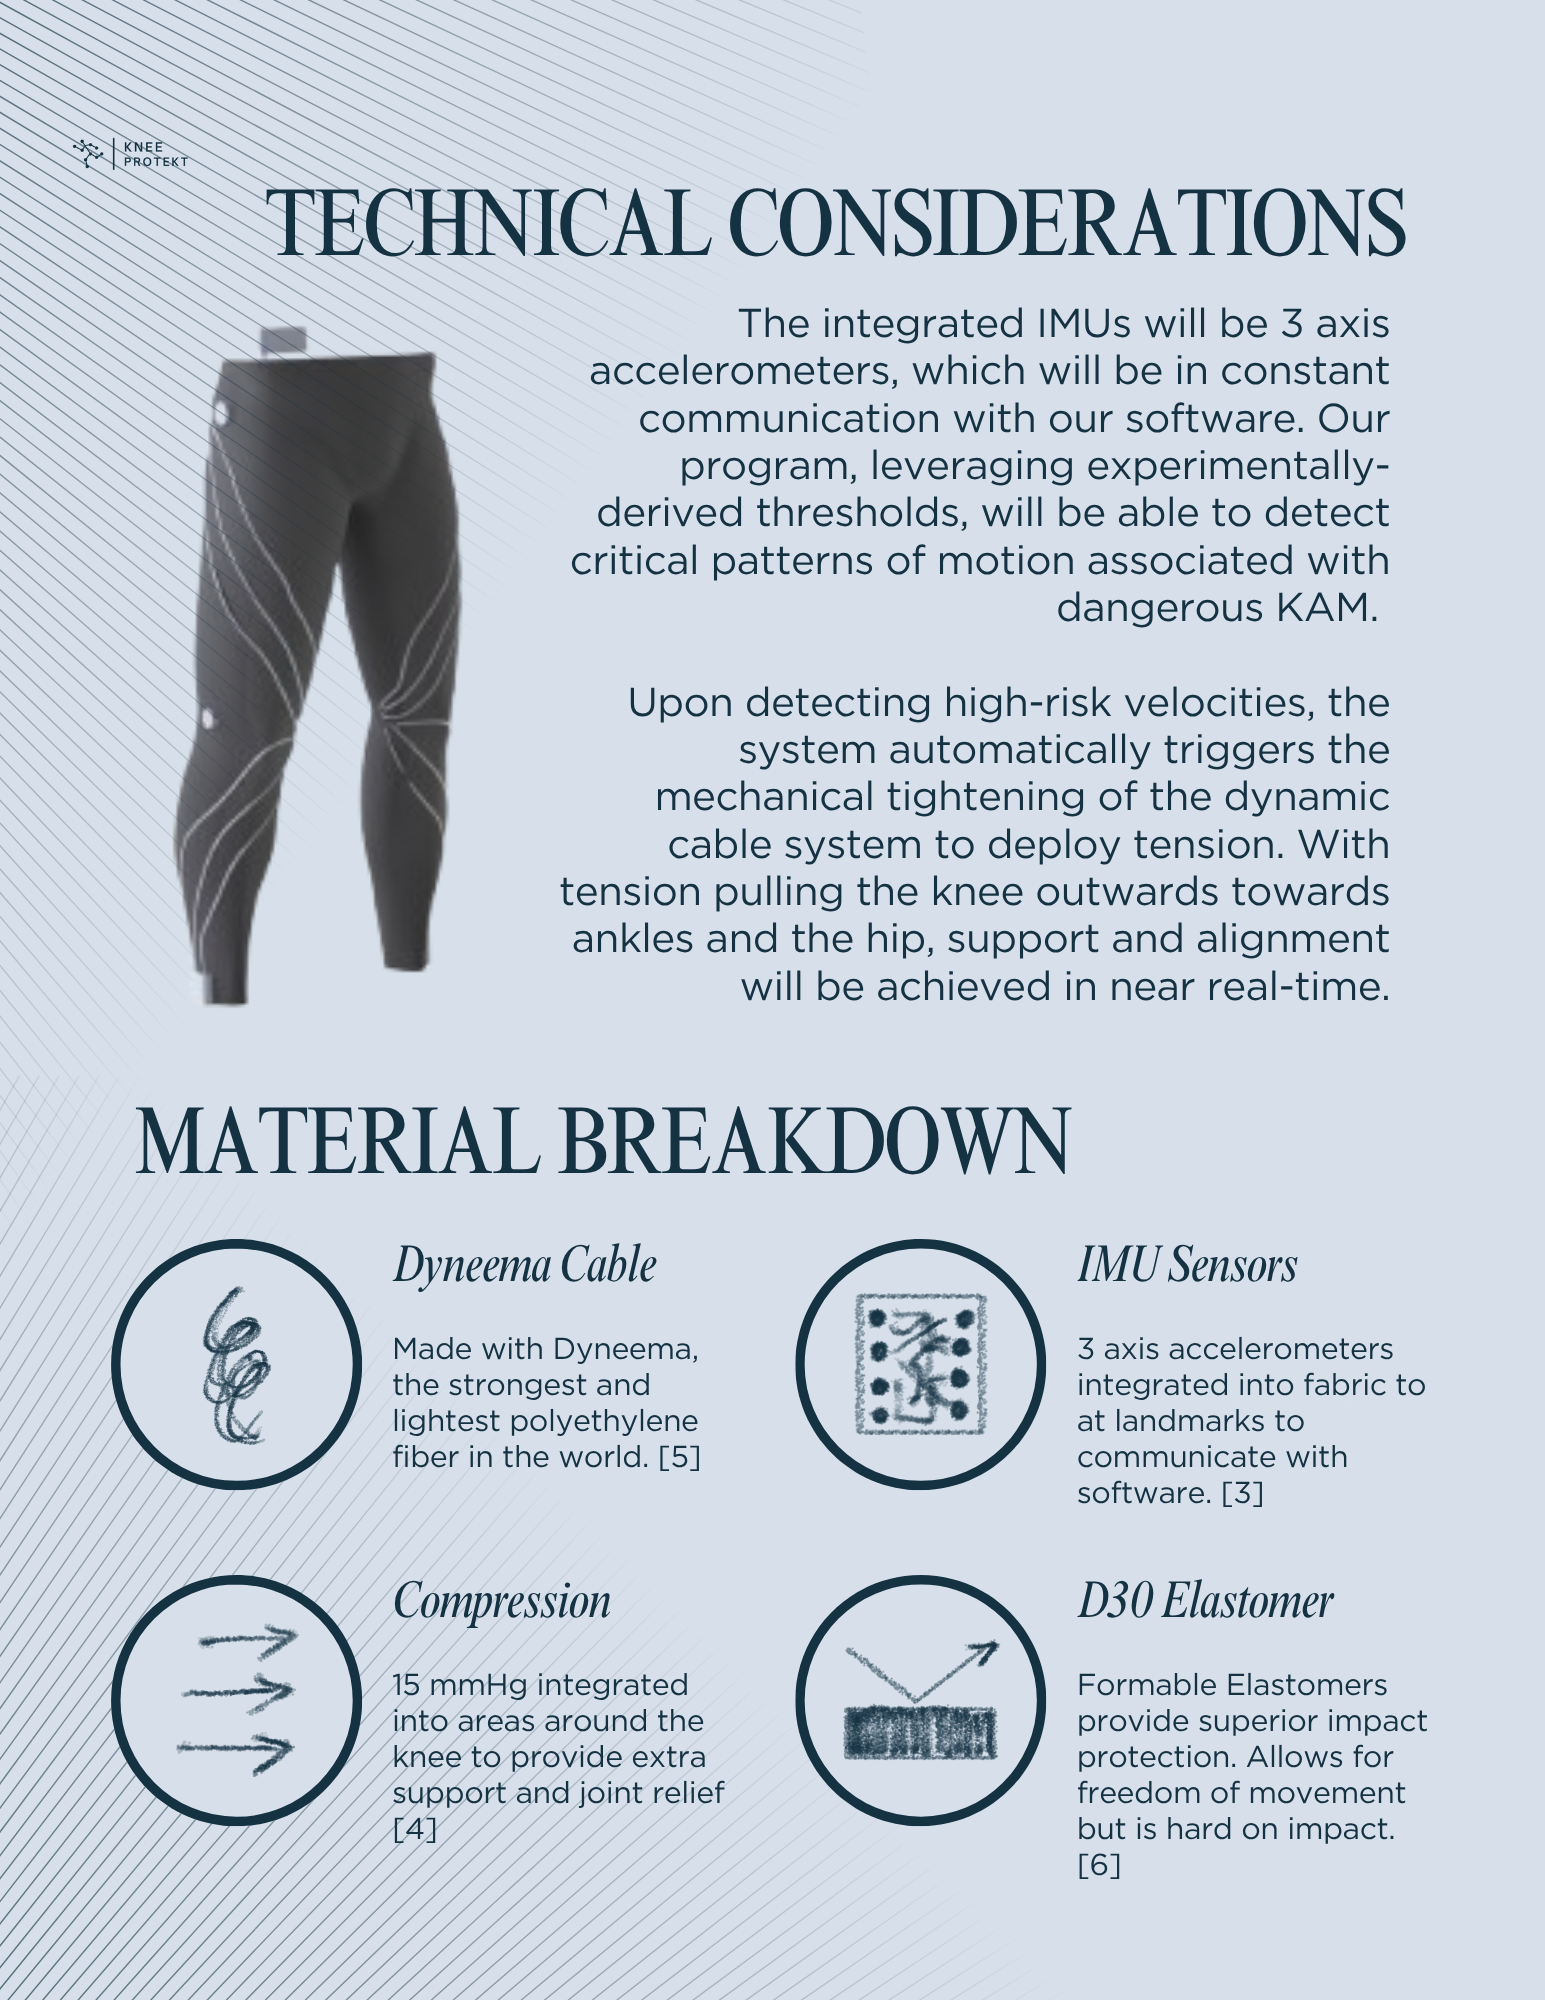 KNEE
PROTEKT
TECHNICAL CONSIDERATIONS
The integrated IMUs will be 3 axis
accelerometers, which will be in constant
communication with our software. Our
program, leveraging experimentally-
derived thresholds, will be able to detect
critical patterns of motion associated with
dangerous KAM.
Upon detecting high-risk velocities, the
system automatically triggers the
mechanical tightening of the dynamic
cable system to deploy tension. With
tension pulling the knee outwards towards
ankles and the hip, support and alignment
will be achieved in near real-time.
MATERIAL BREAKDOWN
Dyneema Cable
Made with Dyneema,
the strongest and
lightest polyethylene
fiber in the world. [5]
IMU Sensors
3 axis accelerometers
integrated into fabric to
at landmarks to
communicate with
software. [3]
Compression
15 mmHg integrated
into areas around the
knee to provide extra
support and joint relief
[4]
D30 Elastomer
Formable Elastomers
provide superior impact
protection. Allows for
freedom of movement
but is hard on impact.
[6]